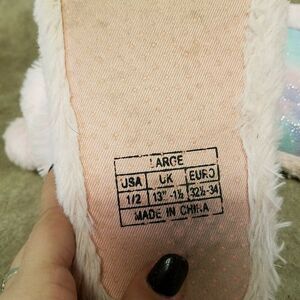 LARGE
USA UK EURO
1/2 13" -1½ 32½-34
MADE IN CHINA